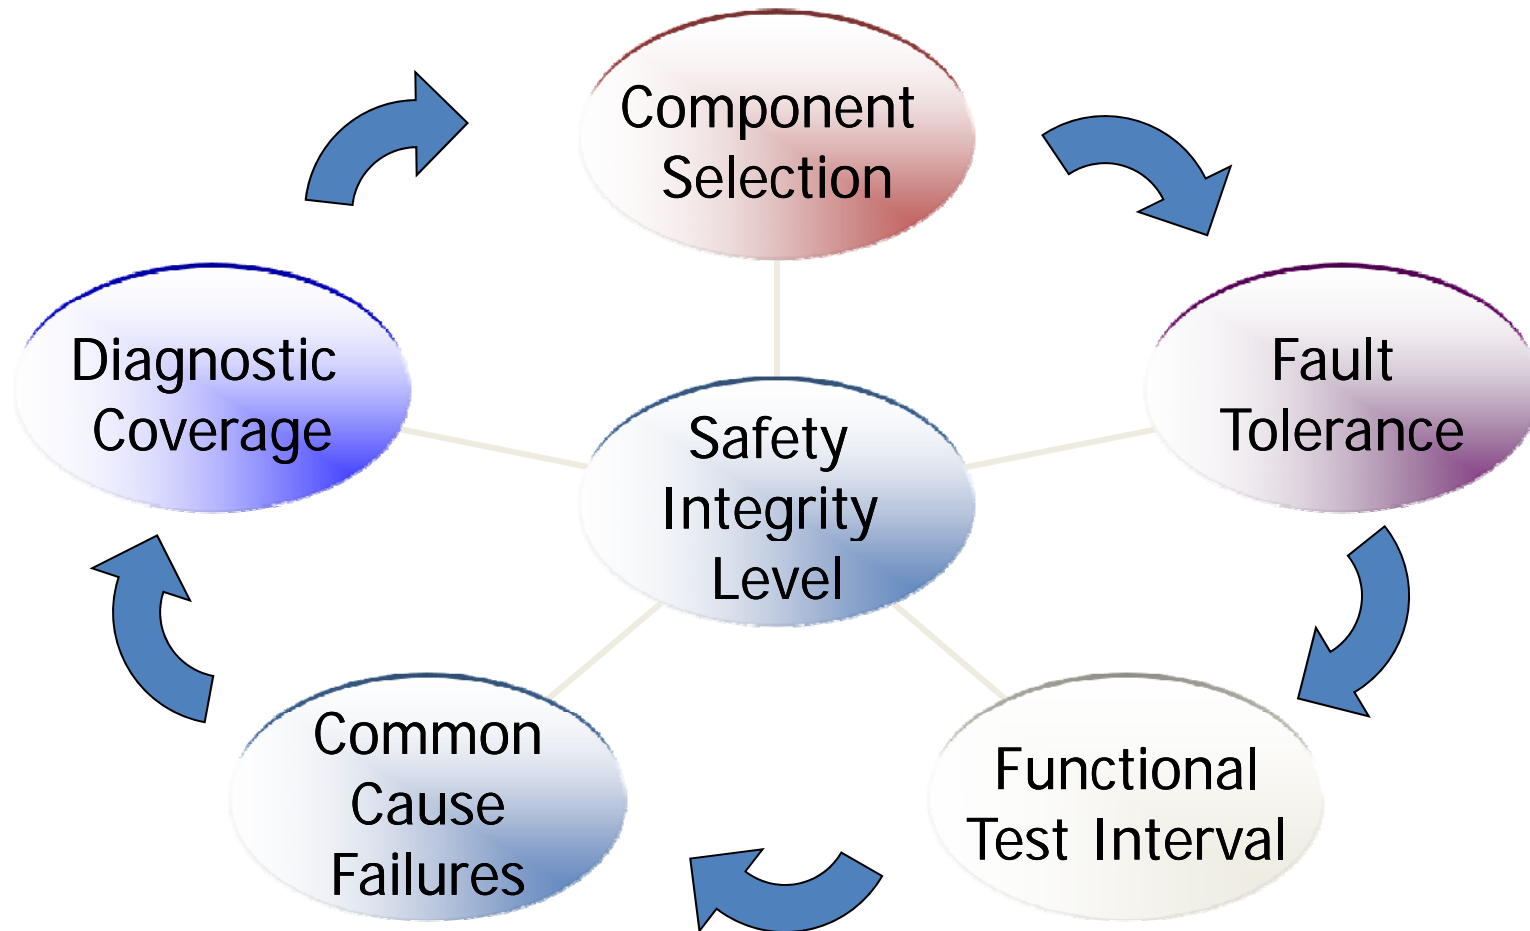 Component
Selection
Fault
Tolerance
Functional
Test Interval
Common
Cause
Failures
Diagnostic
Coverage
Safety
Integrity
Level